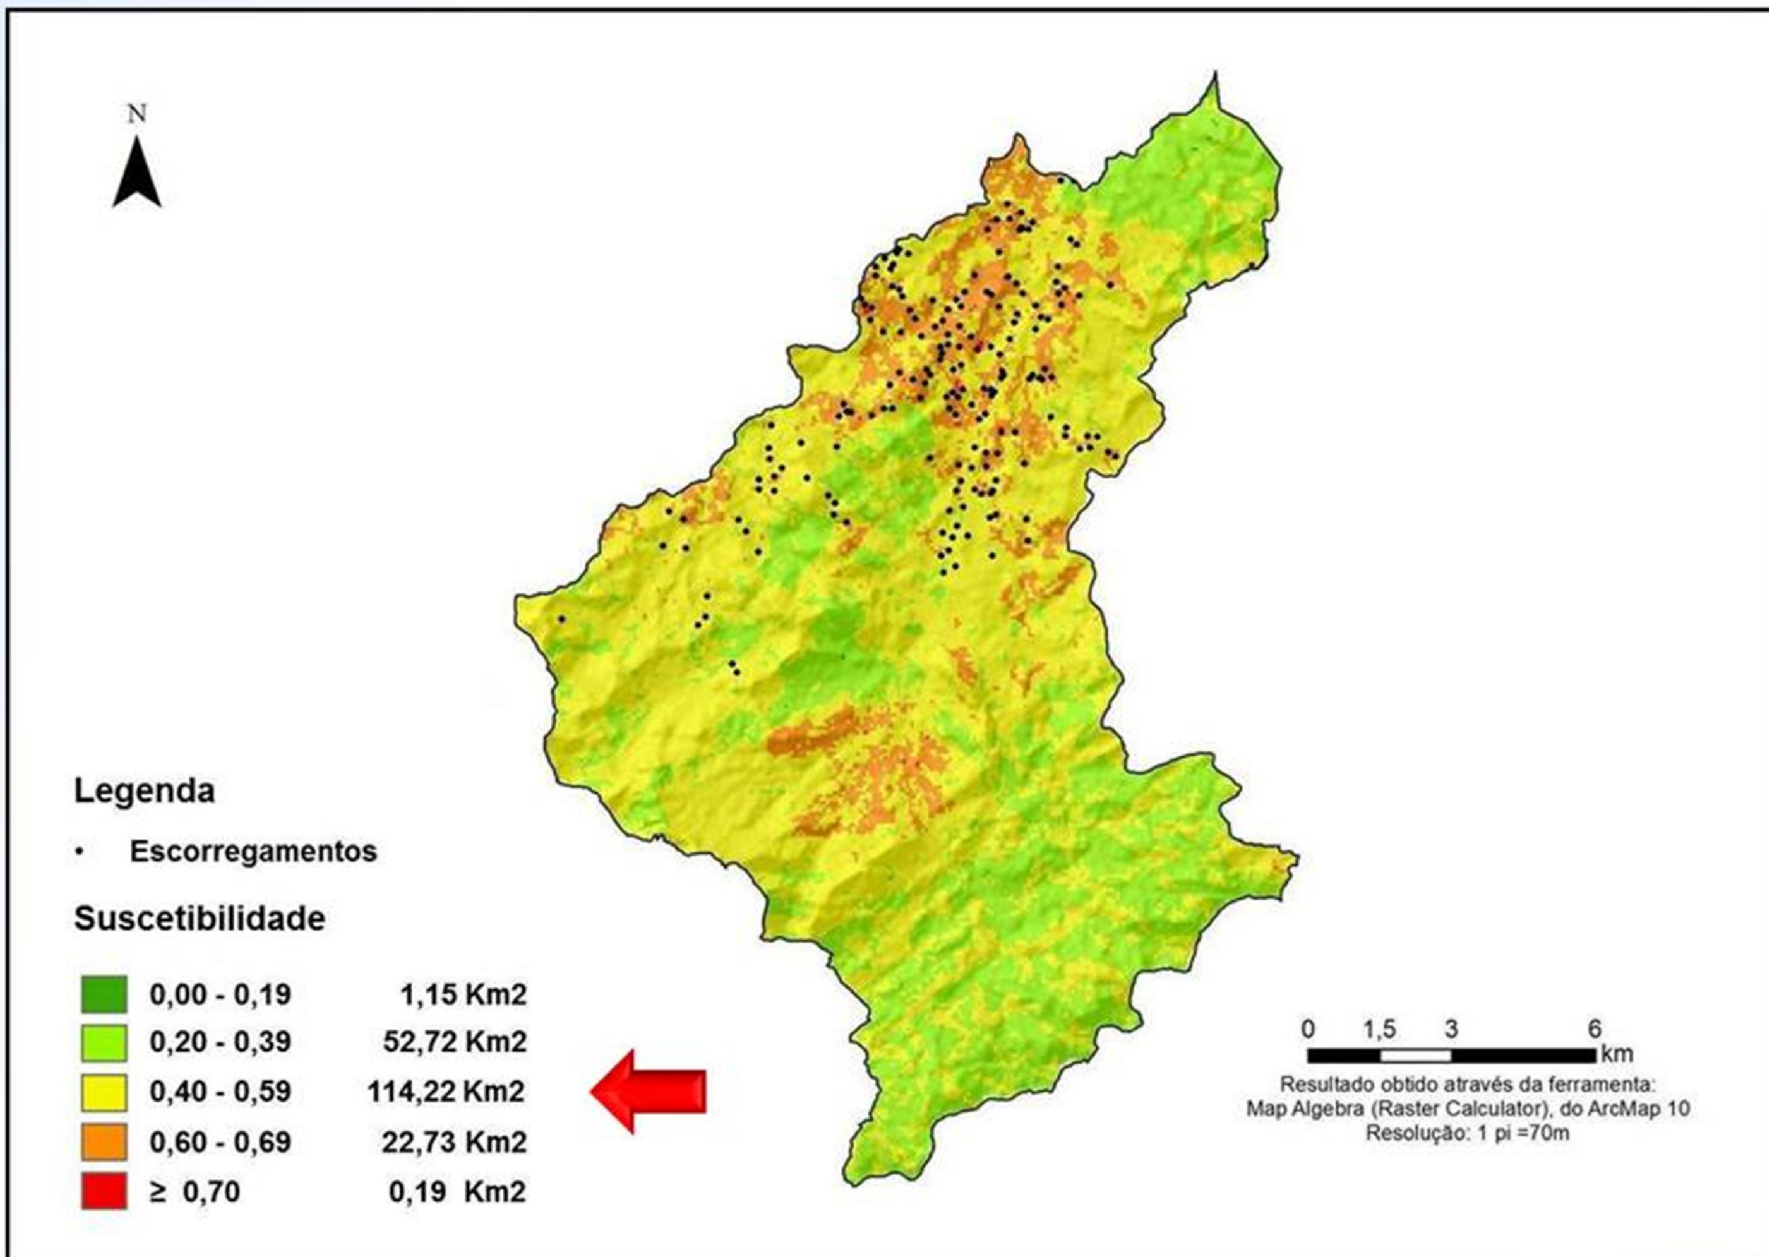 N
Legenda
Escorregamentos
Suscetibilidade
0,00 - 0,19 1,15 Km2
0,20 - 0,39 52,72 Km2
0,40 - 0,59 114,22 Km2
0,60 - 0,69 22,73 Km2
≥ 0,70 0,19 Km2
0 1,5 3 6
km
Resultado obtido através da ferramenta:
Map Algebra (Raster Calculator), do ArcMap 10
Resolução: 1 pi =70m